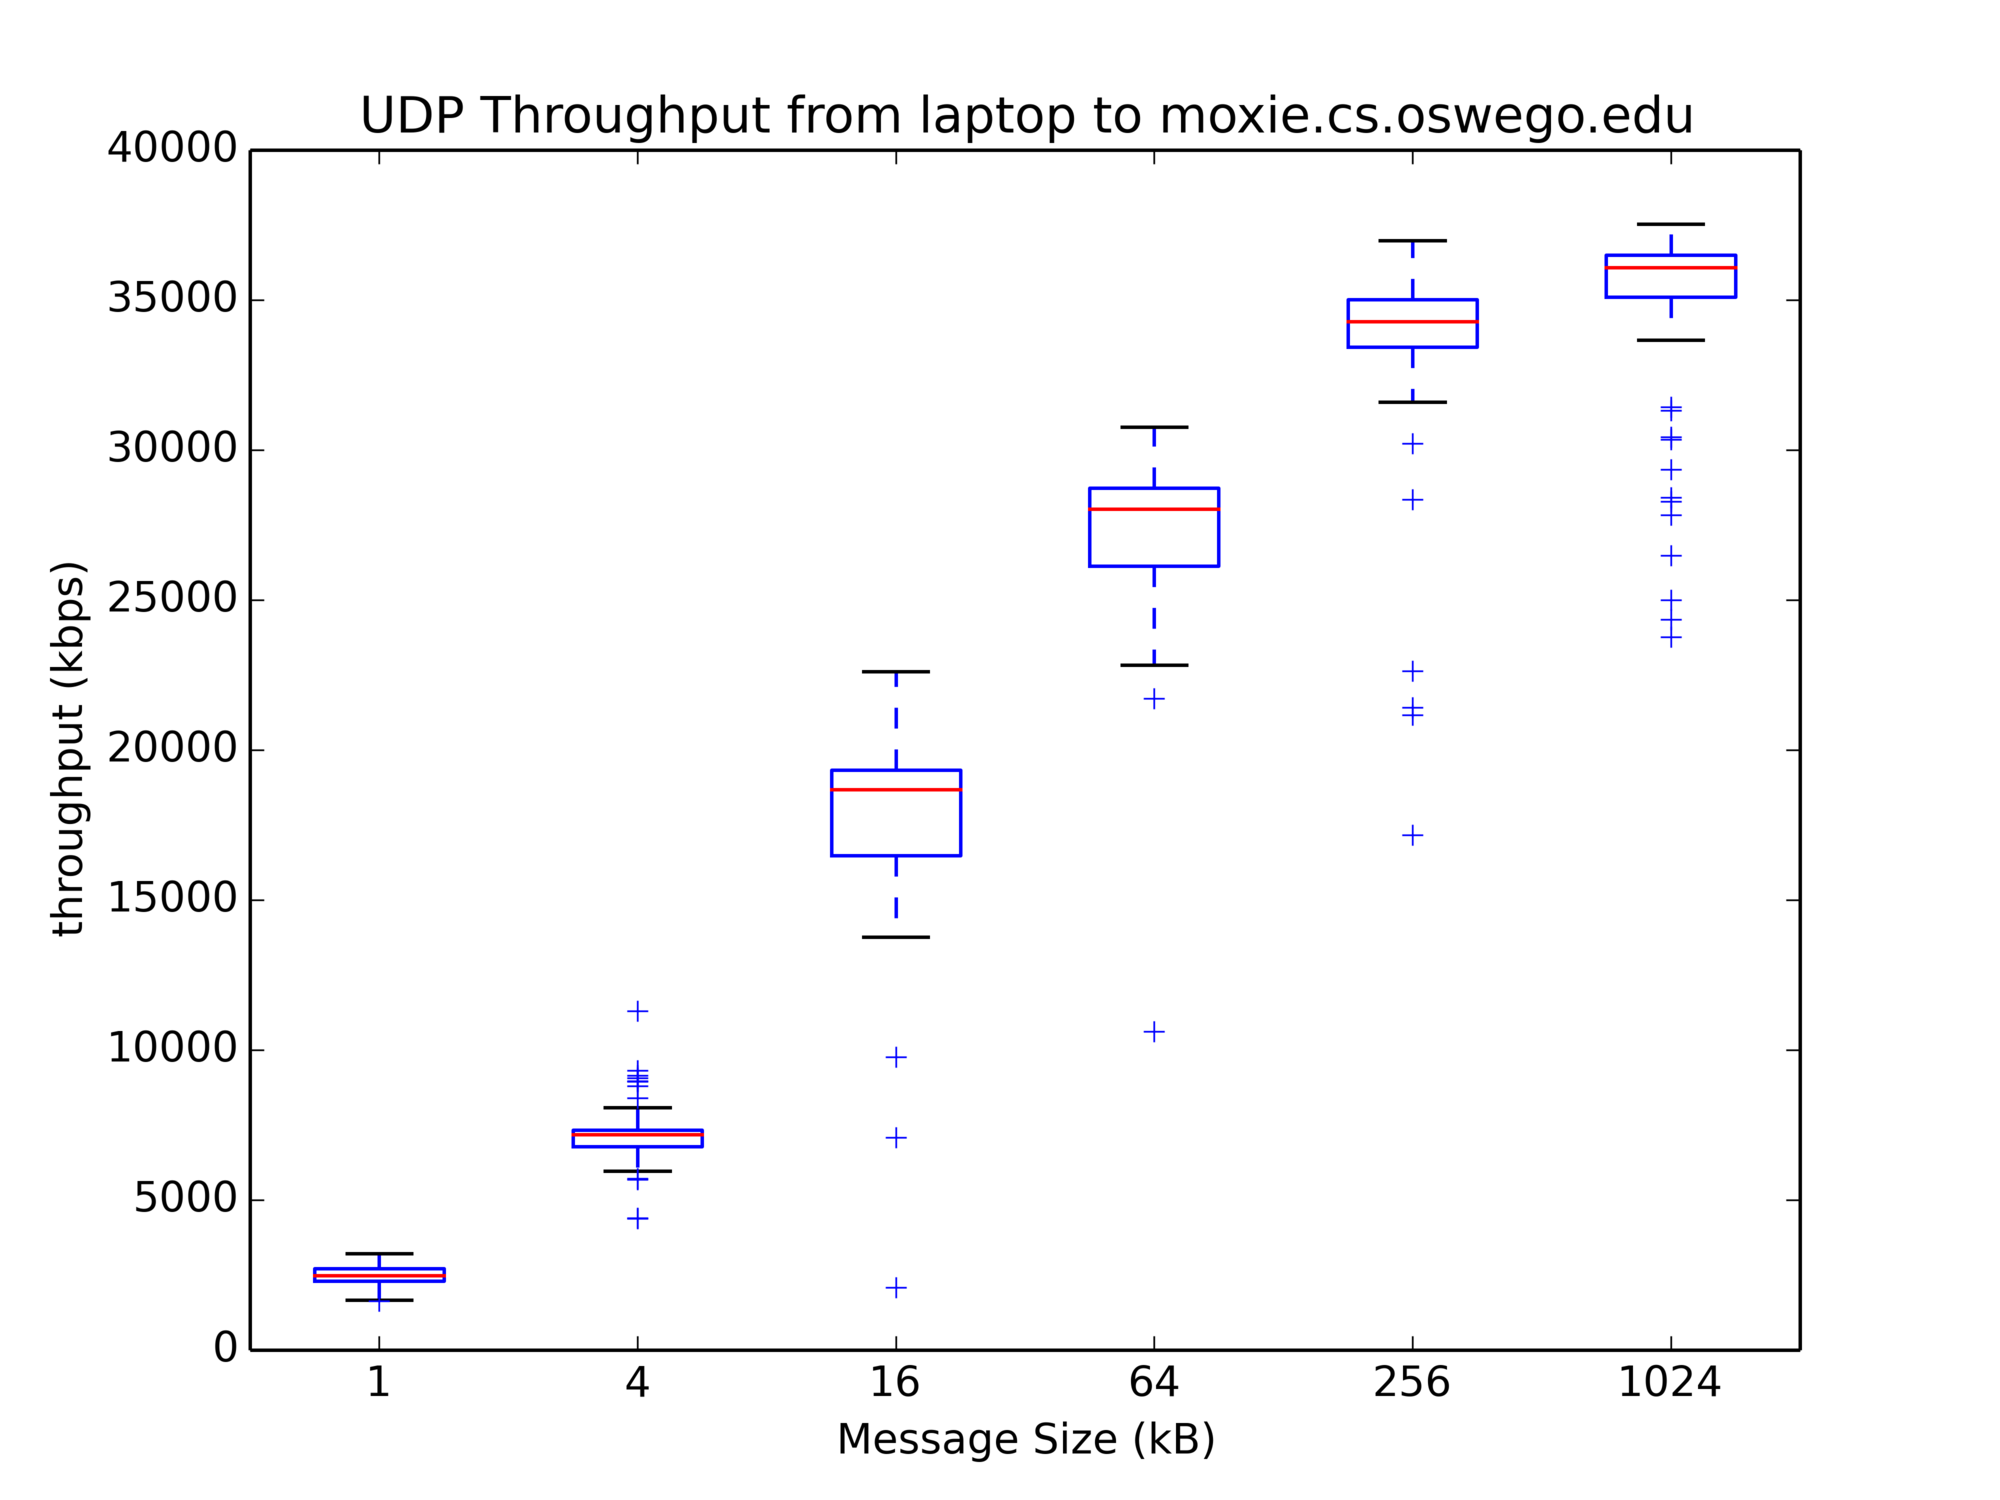 UDP Throughput from laptop to moxie.cs.oswego.edu
40000
35000
30000
25000
20000
15000
10000
5000
0
throughput (kbps)
1 4 16 64 256 1024
Message Size (kB)